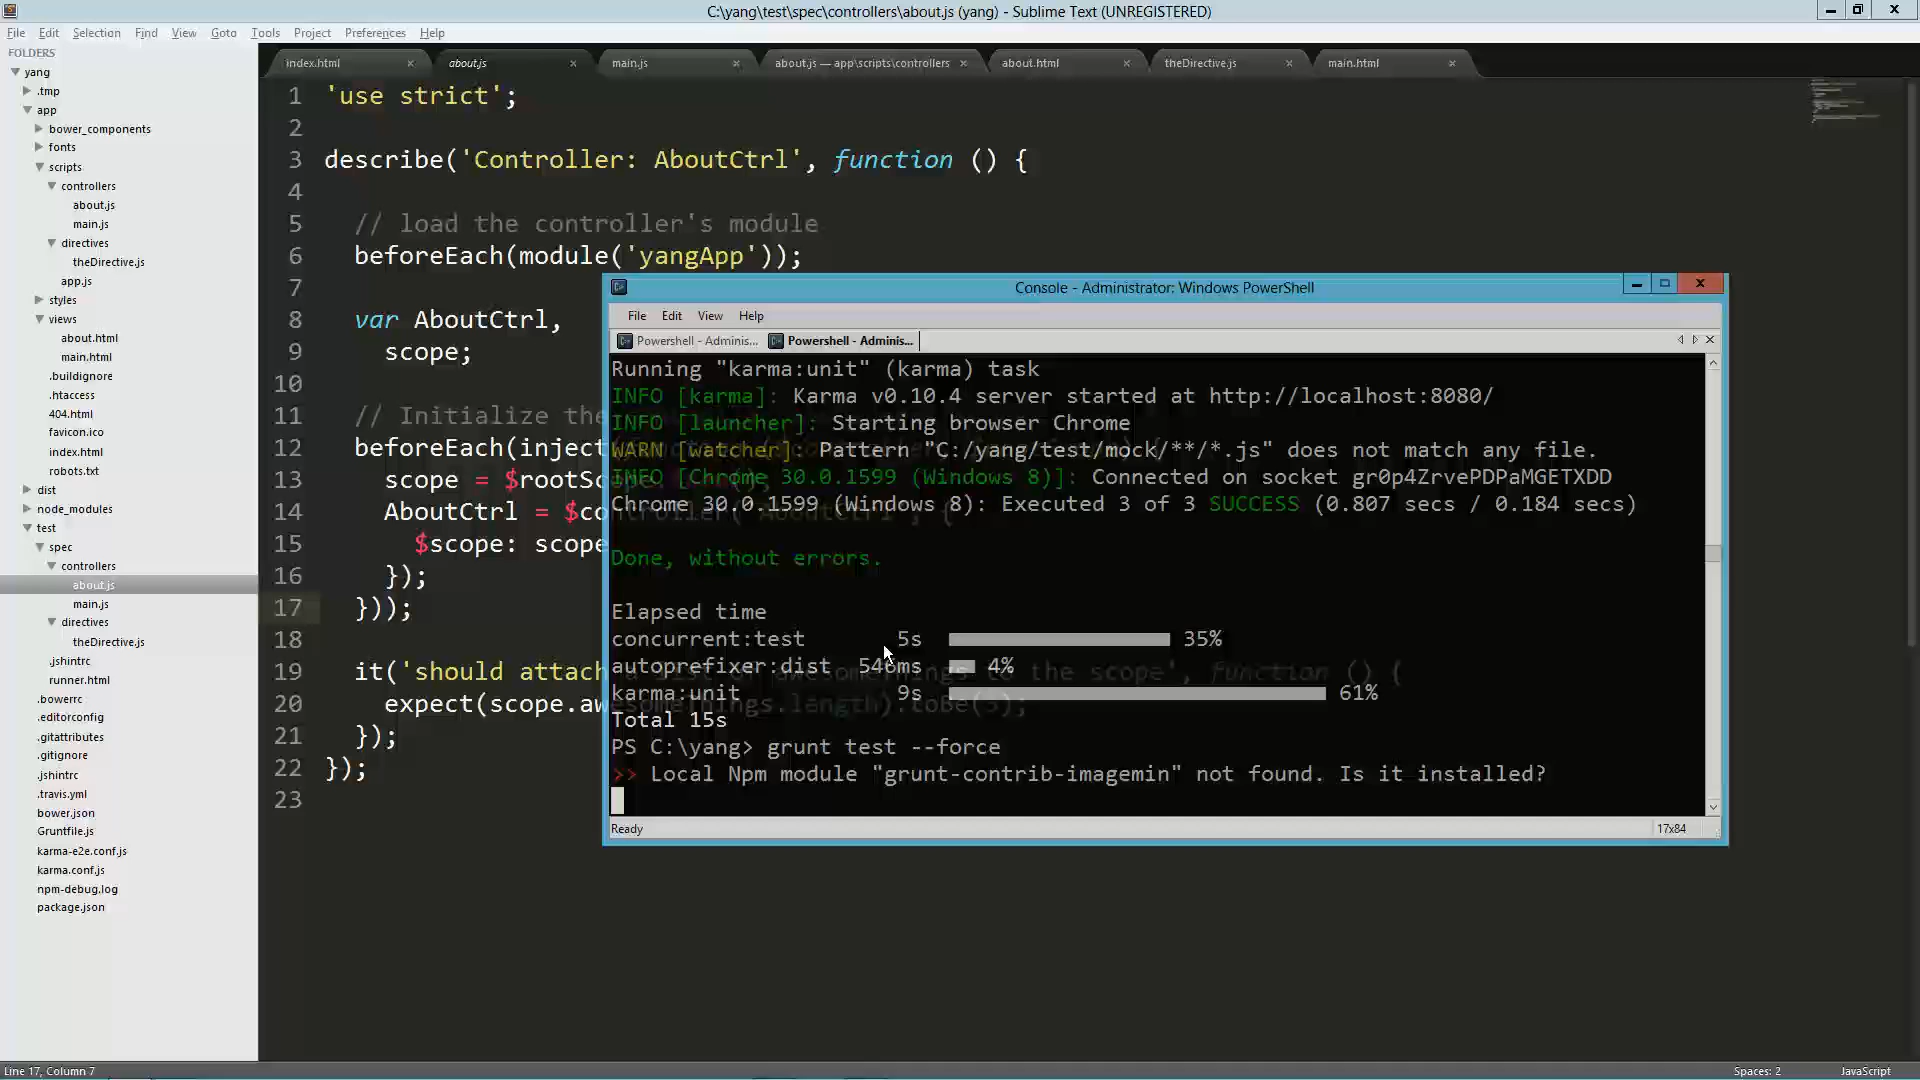 C:\yang\test\spec\controllers\about.js (yang) - Sublime Text (UNREGISTERED)
File Edit Selection Find View Goto Tools Project Preferences Help
FOLDERS
yang
.tmp
app
bower_components
fonts
scripts
controllers
about.js
main.js
directives
theDirective.js
app.js
styles
views
about.html
main.html
.buildignore
.htaccess
404.html
favicon.ico
index.html
robots.txt
dist
node_modules
test
spec
controllers
about.js
main.js
directives
theDirective.js
.jshintrc
runner.html
.bowerrc
.editorconfig
.gitattributes
.gitignore
.jshintrc
.travis.yml
bower.json
Gruntfile.js
karma-e2e.conf.js
karma.conf.js
npm-debug.log
package.json
index.html about.js main.js about.js — app\scripts\controllers about.html theDirective.js main.html
1 'use strict';
2
3 describe('Controller: AboutCtrl', function () {
4
5 // load the controller's module
6 beforeEach(module('yangApp'));
7
8 var AboutCtrl,
9 scope;
10
11 // Initialize the
12 beforeEach(inject
13 scope = $rootSc
14 AboutCtrl = $co
15 $scope: scope
16 });
17 }));
18
19 it('should attach a list of awesomeThings to the scope', function () {
20 expect(scope.awesomeThings.length).toBe(3);
21 });
22 });
23
Console - Administrator: Windows PowerShell
File Edit View Help
Powershell - Adminis... Powershell - Adminis...
Running "karma:unit" (karma) task
INFO [karma]: Karma v0.10.4 server started at http://localhost:8080/
INFO [launcher]: Starting browser Chrome
WARN [watcher]: Pattern "C:/yang/test/mock/**/*.js" does not match any file.
INFO [Chrome 30.0.1599 (Windows 8)]: Connected on socket gr0p4ZrvePDPaMGETXDD
Chrome 30.0.1599 (Windows 8): Executed 3 of 3 SUCCESS (0.807 secs / 0.184 secs)
Done, without errors.
Elapsed time
concurrent:test 5s 35%
autoprefixer:dist 546ms 4%
karma:unit 9s 61%
Total 15s
PS C:\yang> grunt test --force
>> Local Npm module "grunt-contrib-imagemin" not found. Is it installed?
Ready 17x84
Line 17, Column 7 Spaces: 2 JavaScript